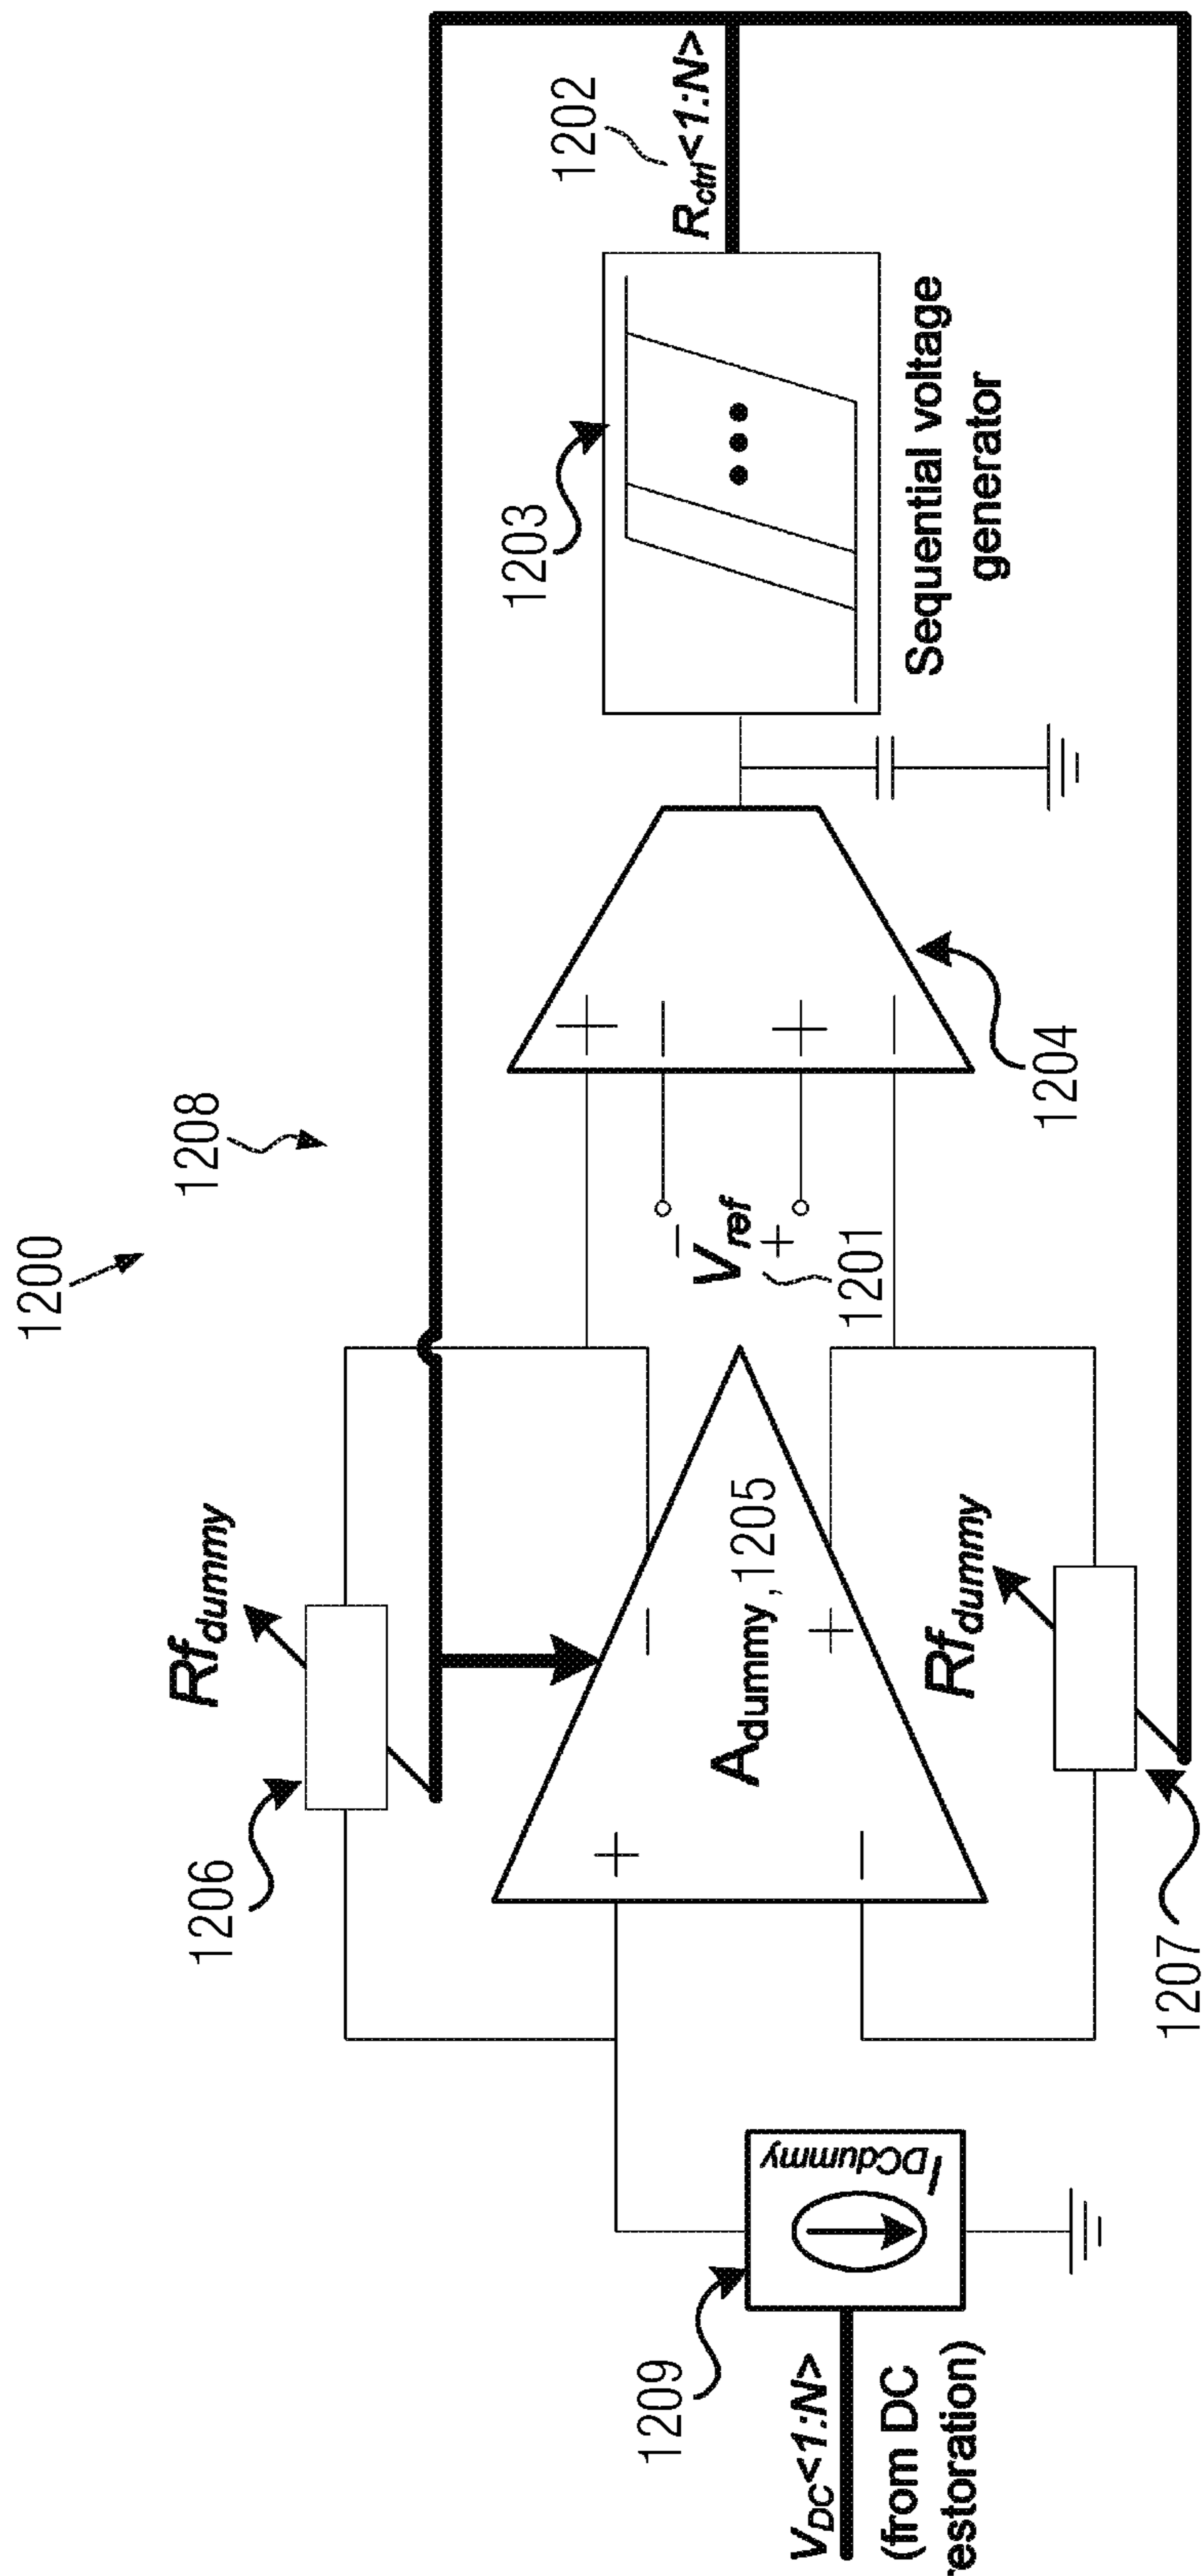 1200
1208
Rf_dummy
1206
1202
R_ctrl<1:N>
1203
Sequential voltage
generator
+
−
+
−
1204
−
V_ref
+
1201
+
−
−
+
A_dummy,1205
Rf_dummy
1207
1209
I_DCdummy
V_DC<1:N>
(from DC
restoration)